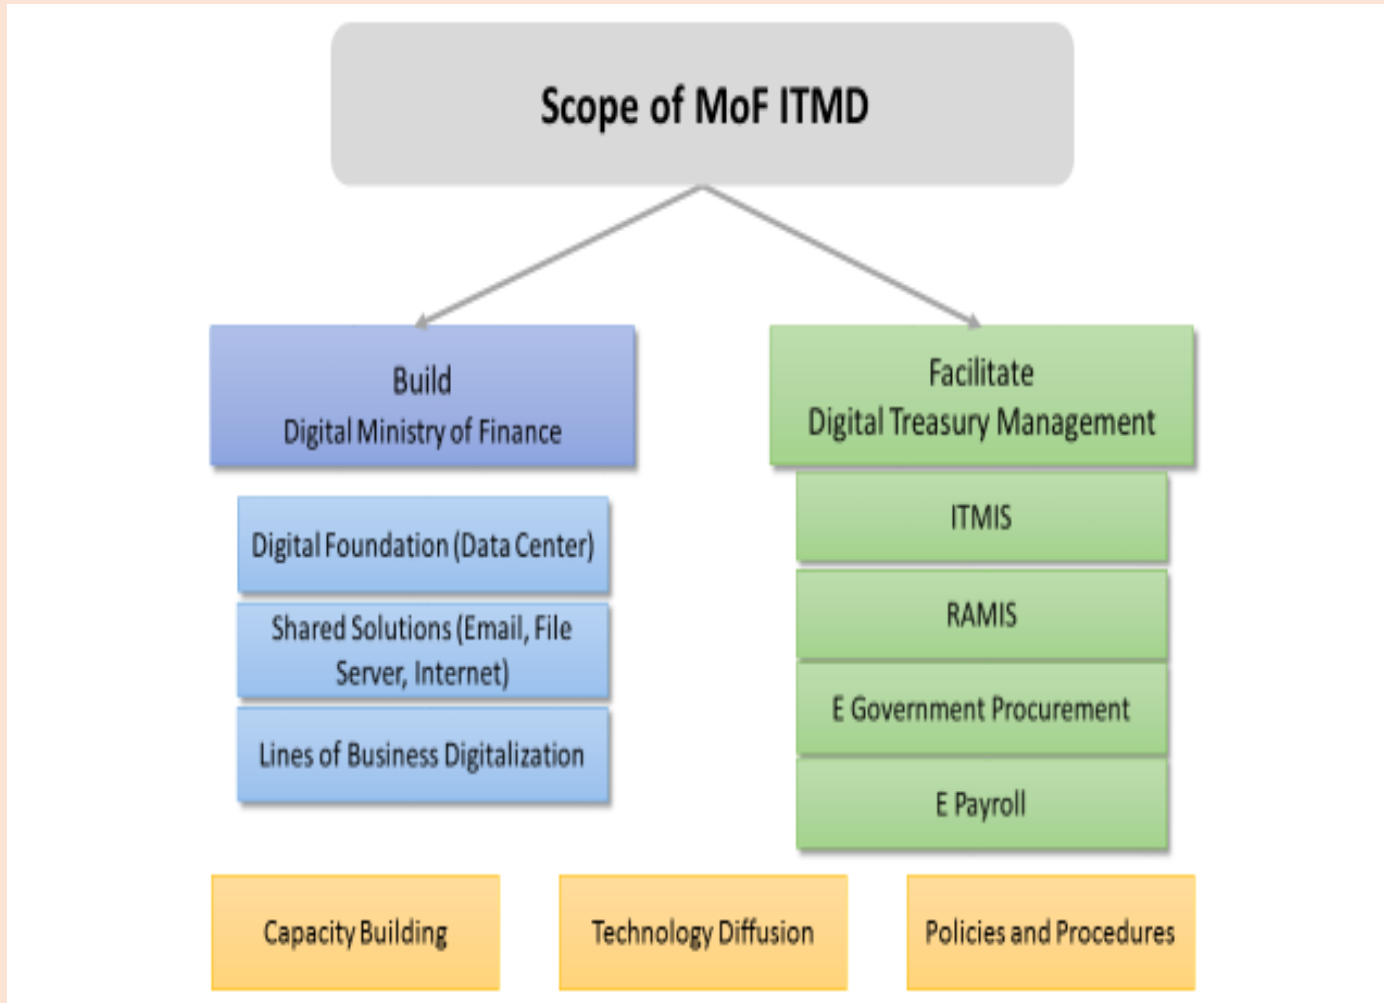 Scope of MoF ITMD
Build
Digital Ministry of Finance
Digital Foundation (Data Center)
Shared Solutions (Email, File
Server, Internet)
Lines of Business Digitalization
Facilitate
Digital Treasury Management
ITMIS
RAMIS
E Government Procurement
E Payroll
Capacity Building
Technology Diffusion
Policies and Procedures